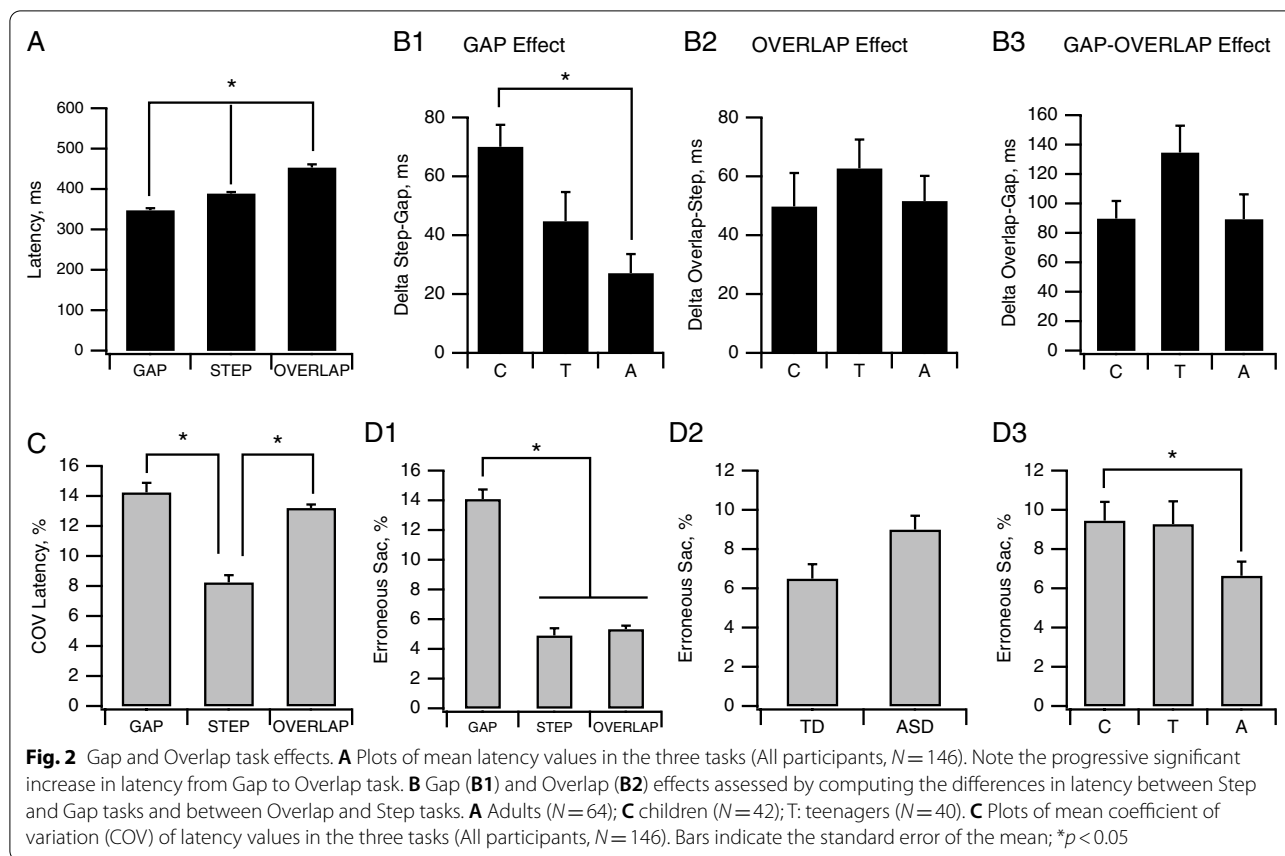 A
*
600
500
400
300
200
100
0
Latency, ms
GAP STEP OVERLAP
B1 GAP Effect
*
80
60
40
20
0
Delta Step-Gap, ms
C T A
B2 OVERLAP Effect
80
60
40
20
0
Delta Overlap-Step, ms
C T A
B3 GAP-OVERLAP Effect
160
140
120
100
80
60
40
20
0
Delta Overlap-Gap, ms
C T A
C
* *
16
14
12
10
8
6
4
2
0
COV Latency, %
GAP STEP OVERLAP
D1
*
16
14
12
10
8
6
4
2
0
Erroneous Sac, %
GAP STEP OVERLAP
D2
12
10
8
6
4
2
0
Erroneous Sac, %
TD ASD
D3
*
12
10
8
6
4
2
0
Erroneous Sac, %
C T A
Fig. 2 Gap and Overlap task effects. A Plots of mean latency values in the three tasks (All participants, N = 146). Note the progressive significant
increase in latency from Gap to Overlap task. B Gap (B1) and Overlap (B2) effects assessed by computing the differences in latency between Step
and Gap tasks and between Overlap and Step tasks. A Adults (N = 64); C children (N = 42); T: teenagers (N = 40). C Plots of mean coefficient of
variation (COV) of latency values in the three tasks (All participants, N = 146). Bars indicate the standard error of the mean; *p < 0.05